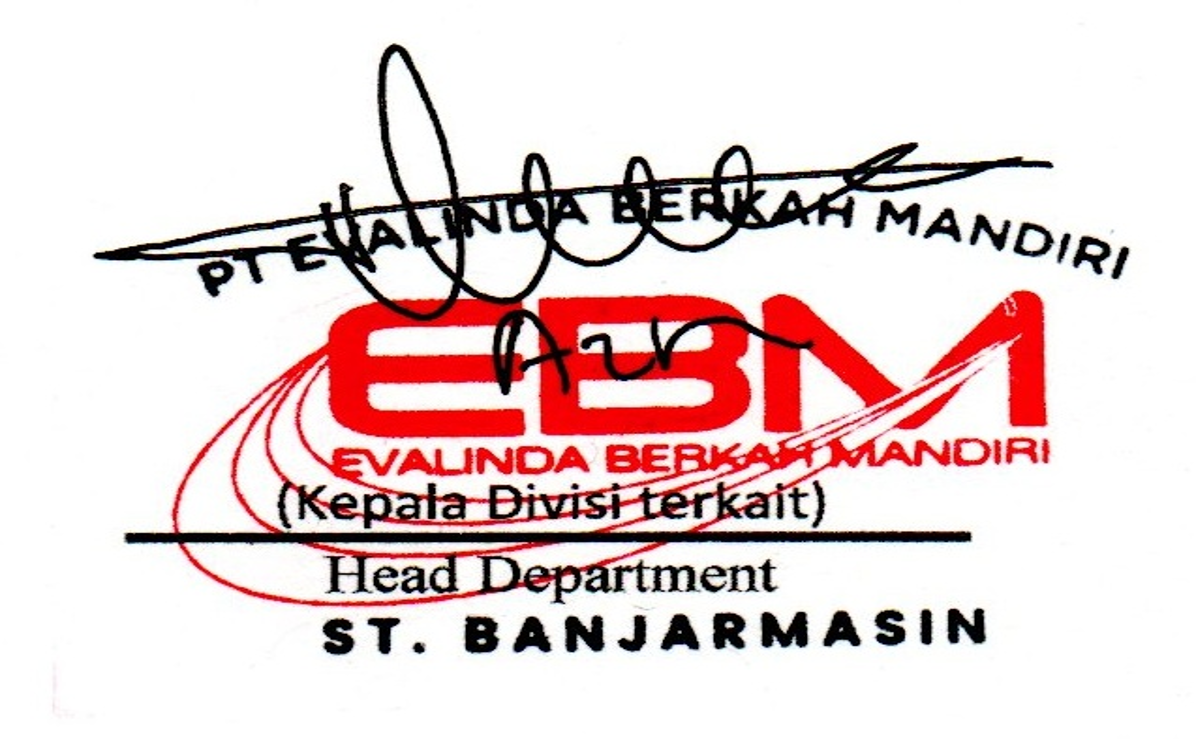 PT EVALINDA BERKAH MANDIRI
EBM
EVALINDA BERKAH MANDIRI
(Kepala Divisi terkait)
Head Department
ST. BANJARMASIN